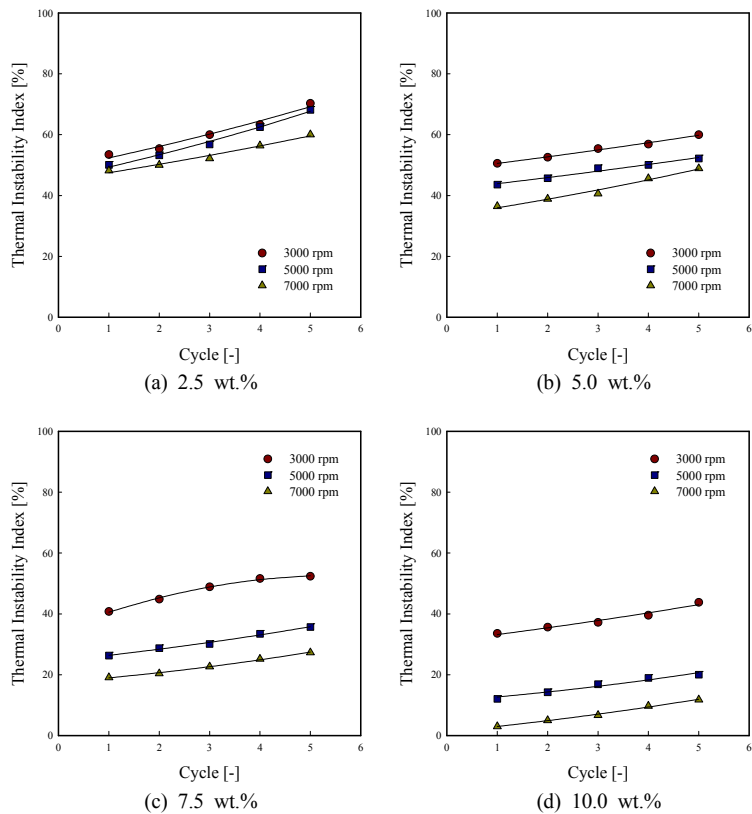 100
80
60
40
20
0
Thermal Instability Index [%]
3000 rpm
5000 rpm
7000 rpm
0 1 2 3 4 5 6
Cycle [-]
(a) 2.5 wt.%
100
80
60
40
20
0
Thermal Instability Index [%]
3000 rpm
5000 rpm
7000 rpm
0 1 2 3 4 5 6
Cycle [-]
(b) 5.0 wt.%
100
80
60
40
20
0
Thermal Instability Index [%]
3000 rpm
5000 rpm
7000 rpm
0 1 2 3 4 5 6
Cycle [-]
(c) 7.5 wt.%
100
80
60
40
20
0
Thermal Instability Index [%]
3000 rpm
5000 rpm
7000 rpm
0 1 2 3 4 5 6
Cycle [-]
(d) 10.0 wt.%